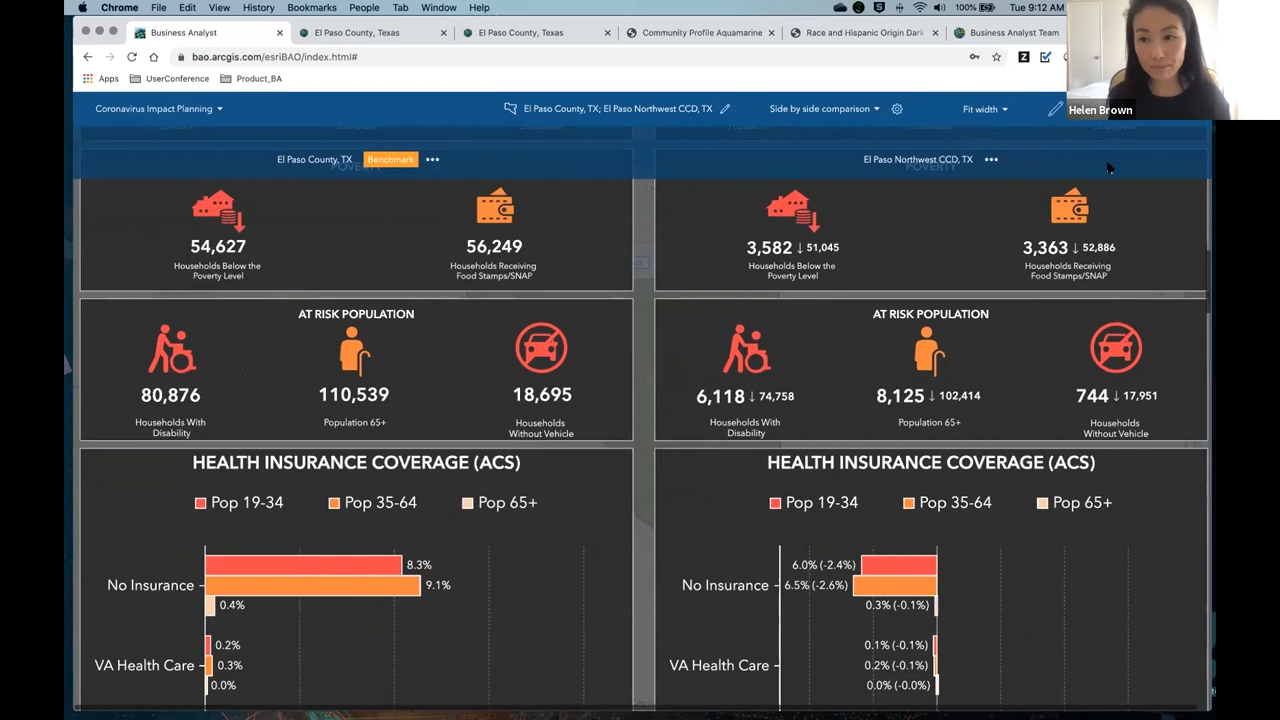 Chrome File Edit View History Bookmarks People Tab Window Help 100% Tue 9:12 AM
Business Analyst El Paso County, Texas El Paso County, Texas Community Profile Aquamarine Race and Hispanic Origin Dark Business Analyst Team
bao.arcgis.com/esriBAO/index.html#
Apps UserConference Product_BA
Helen Brown
Coronavirus Impact Planning El Paso County, TX; El Paso Northwest CCD, TX Side by side comparison Fit width
El Paso County, TX Benchmark
El Paso Northwest CCD, TX
POVERTY
54,627 56,249
Households Below the
Poverty Level
Households Receiving
Food Stamps/SNAP
AT RISK POPULATION
80,876 110,539 18,695
Households With
Disability
Population 65+
Households
Without Vehicle
HEALTH INSURANCE COVERAGE (ACS)
Pop 19-34 Pop 35-64 Pop 65+
No Insurance
8.3%
9.1%
0.4%
VA Health Care
0.2%
0.3%
0.0%
POVERTY
3,582 ↓ 51,045 3,363 ↓ 52,886
Households Below the
Poverty Level
Households Receiving
Food Stamps/SNAP
AT RISK POPULATION
6,118 ↓ 74,758 8,125 ↓ 102,414 744 ↓ 17,951
Households With
Disability
Population 65+
Households
Without Vehicle
HEALTH INSURANCE COVERAGE (ACS)
Pop 19-34 Pop 35-64 Pop 65+
No Insurance
6.0% (-2.4%)
6.5% (-2.6%)
0.3% (-0.1%)
VA Health Care
0.1% (-0.1%)
0.2% (-0.1%)
0.0% (-0.0%)